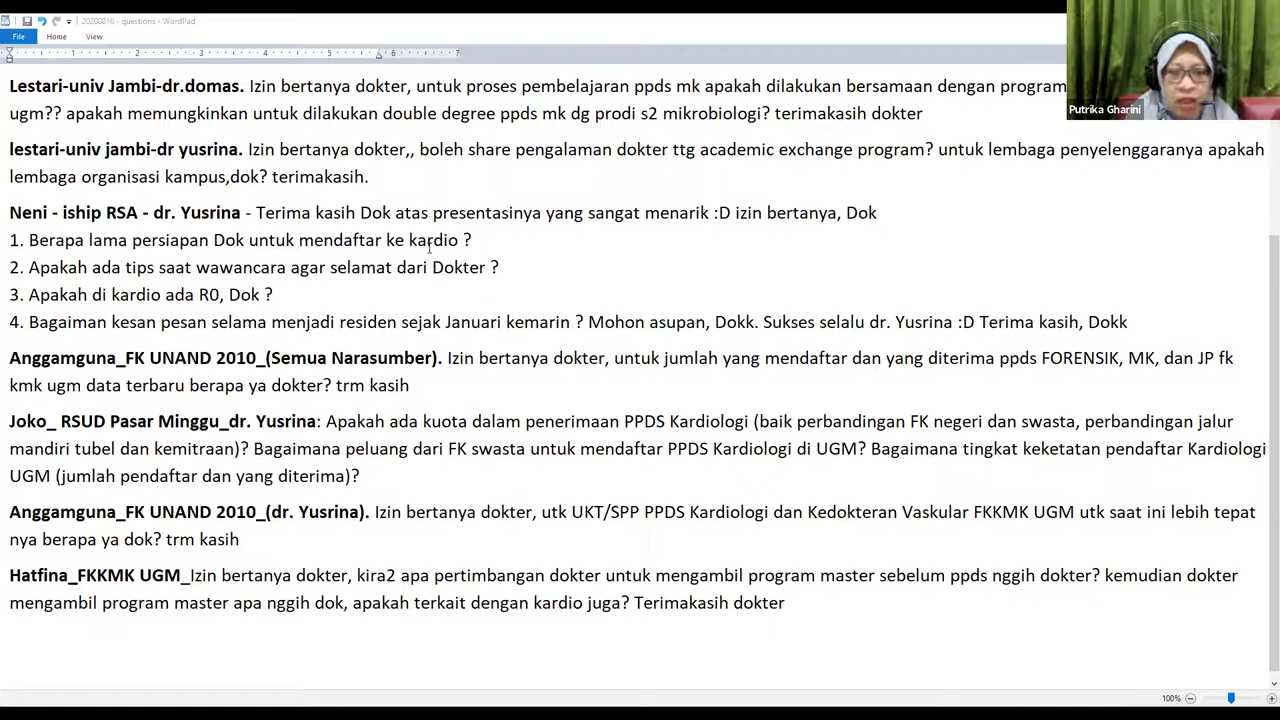 20200816 - questions - WordPad
File Home View
1 2 3 4 5 6 7
Putrika Gharini
Lestari-univ Jambi-dr.domas. Izin bertanya dokter, untuk proses pembelajaran ppds mk apakah dilakukan bersamaan dengan program
ugm?? apakah memungkinkan untuk dilakukan double degree ppds mk dg prodi s2 mikrobiologi? terimakasih dokter
lestari-univ jambi-dr yusrina. Izin bertanya dokter,, boleh share pengalaman dokter ttg academic exchange program? untuk lembaga penyelenggaranya apakah
lembaga organisasi kampus,dok? terimakasih.
Neni - iship RSA - dr. Yusrina - Terima kasih Dok atas presentasinya yang sangat menarik :D izin bertanya, Dok
1. Berapa lama persiapan Dok untuk mendaftar ke kardio ?
2. Apakah ada tips saat wawancara agar selamat dari Dokter ?
3. Apakah di kardio ada R0, Dok ?
4. Bagaiman kesan pesan selama menjadi residen sejak Januari kemarin ? Mohon asupan, Dokk. Sukses selalu dr. Yusrina :D Terima kasih, Dokk
Anggamguna_FK UNAND 2010_(Semua Narasumber). Izin bertanya dokter, untuk jumlah yang mendaftar dan yang diterima ppds FORENSIK, MK, dan JP fk
kmk ugm data terbaru berapa ya dokter? trm kasih
Joko_ RSUD Pasar Minggu_dr. Yusrina: Apakah ada kuota dalam penerimaan PPDS Kardiologi (baik perbandingan FK negeri dan swasta, perbandingan jalur
mandiri tubel dan kemitraan)? Bagaimana peluang dari FK swasta untuk mendaftar PPDS Kardiologi di UGM? Bagaimana tingkat keketatan pendaftar Kardiologi
UGM (jumlah pendaftar dan yang diterima)?
Anggamguna_FK UNAND 2010_(dr. Yusrina). Izin bertanya dokter, utk UKT/SPP PPDS Kardiologi dan Kedokteran Vaskular FKKMK UGM utk saat ini lebih tepat
nya berapa ya dok? trm kasih
Hatfina_FKKMK UGM_Izin bertanya dokter, kira2 apa pertimbangan dokter untuk mengambil program master sebelum ppds nggih dokter? kemudian dokter
mengambil program master apa nggih dok, apakah terkait dengan kardio juga? Terimakasih dokter
100%